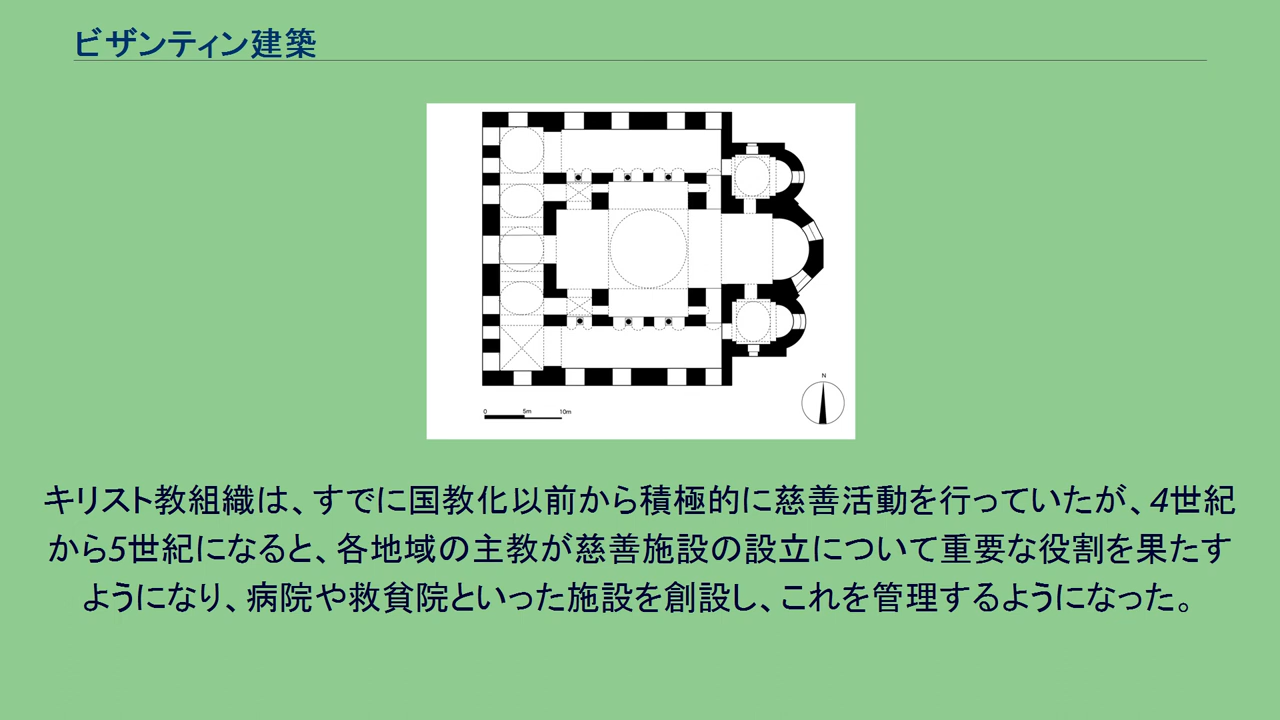 ビザンティン建築
N
0 5m 10m
キリスト教組織は、すでに国教化以前から積極的に慈善活動を行っていたが、4世紀
から5世紀になると、各地域の主教が慈善施設の設立について重要な役割を果たす
ようになり、病院や救貧院といった施設を創設し、これを管理するようになった。